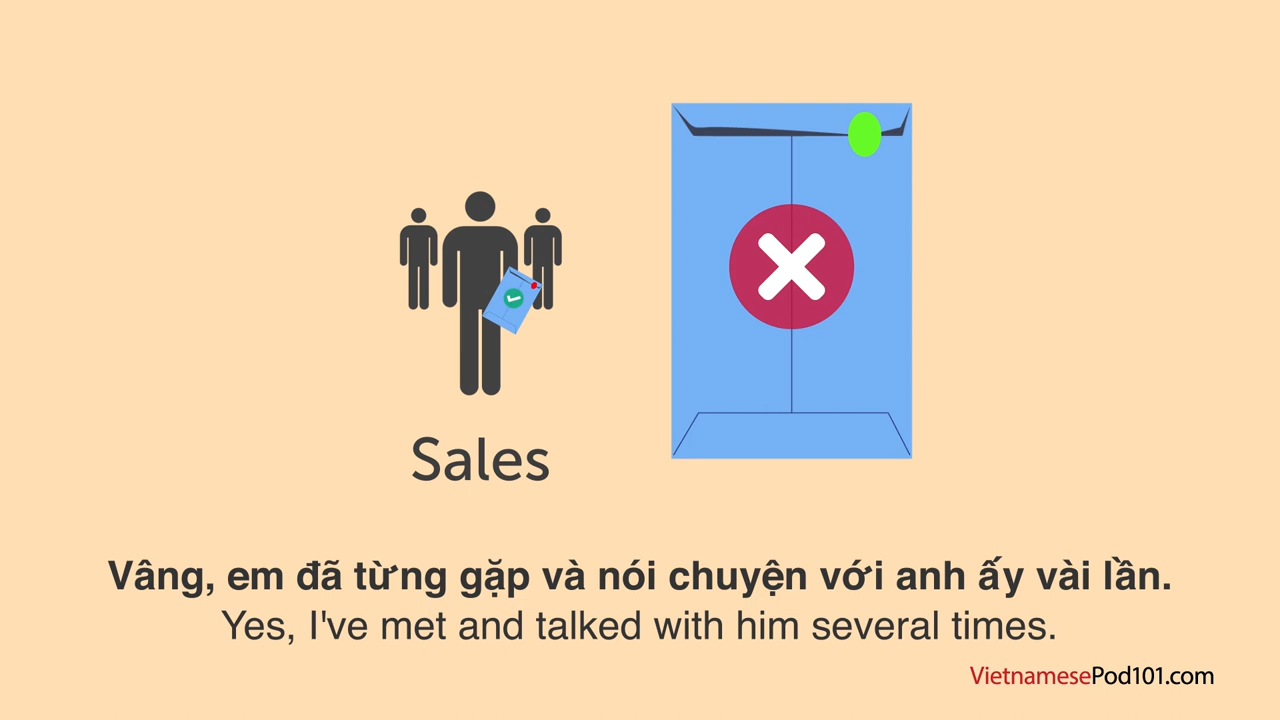 Sales
Vâng, em đã từng gặp và nói chuyện với anh ấy vài lần.
Yes, I've met and talked with him several times.
VietnamesePod101.com